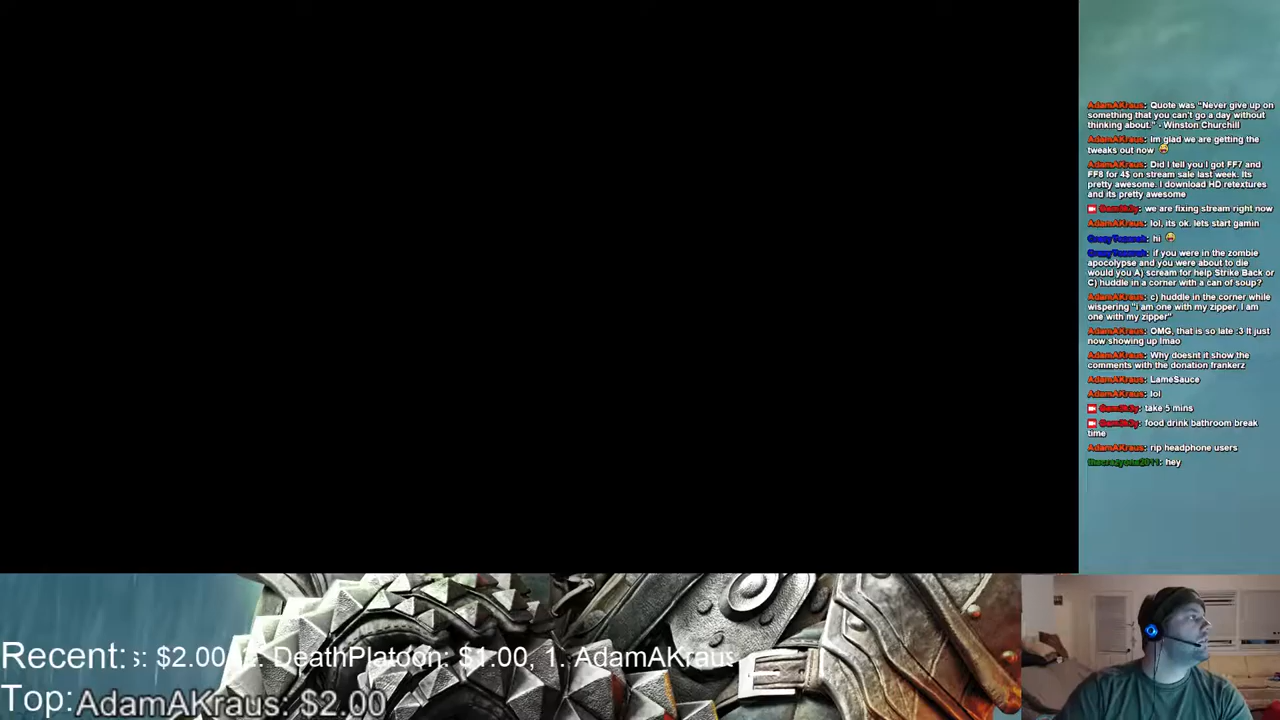 AdamAKraus: Quote was "Never give up on
something that you can't go a day without
thinking about." - Winston Churchill
AdamAKraus: Im glad we are getting the
tweaks out now
AdamAKraus: Did I tell you I got FF7 and
FF8 for 4$ on stream sale last week. Its
pretty awesome. I download HD retextures
and its pretty awesome
we are fixing stream right now
AdamAKraus: lol, its ok. lets start gamin
hi
if you were in the zombie
apocolypse and you were about to die
would you A) scream for help Strike Back or
C) huddle in a corner with a can of soup?
AdamAKraus: c) huddle in the corner while
wispering "i am one with my zipper, I am
one with my zipper"
AdamAKraus: OMG, that is so late :3 It just
now showing up lmao
AdamAKraus: Why doesnt it show the
comments with the donation frankerz
AdamAKraus: LameSauce
AdamAKraus: lol
take 5 mins
food drink bathroom break
time
AdamAKraus: rip headphone users
thecrazyone2011: hey
Recent: s: $2.00, 2. DeathPlatoon: $1.00, 1. AdamAKraus
Top: AdamAKraus: $2.00